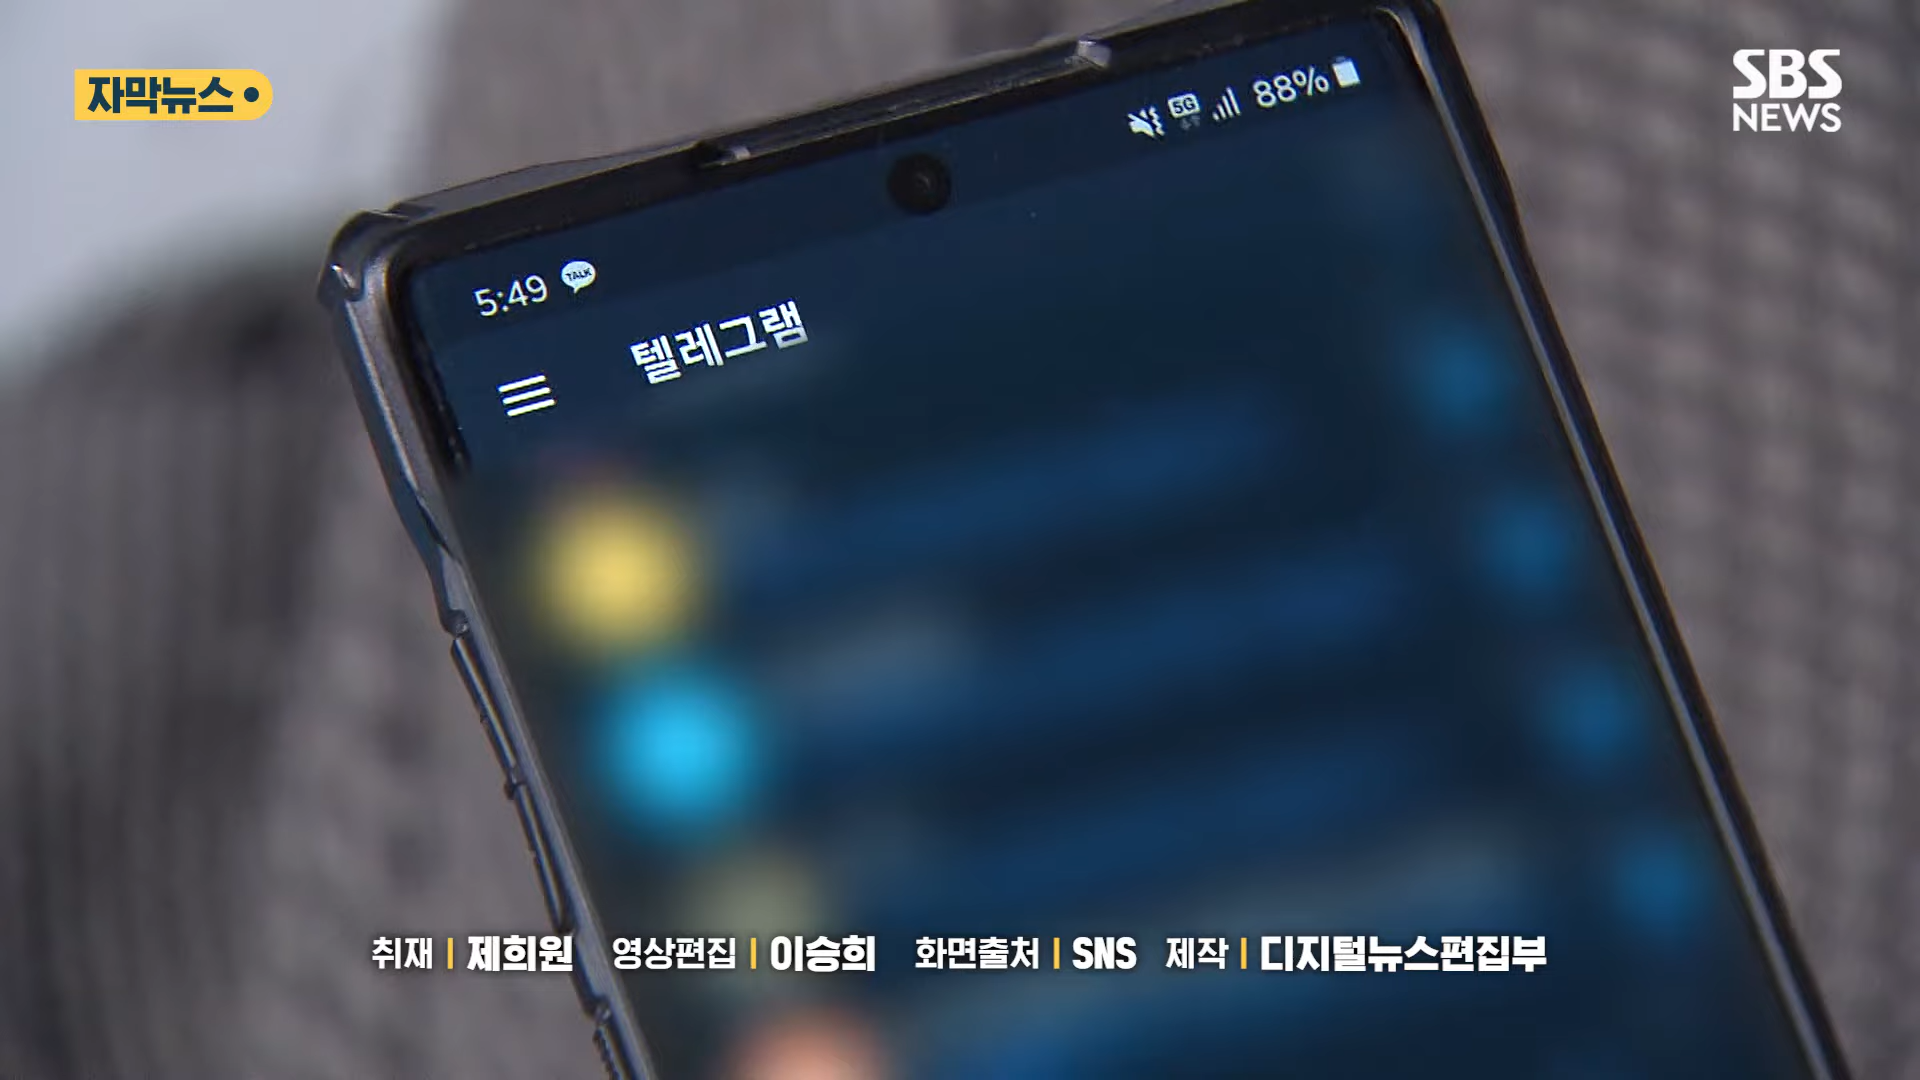 자막뉴스
SBS
NEWS
5G
88%
5:49
TALK
텔레그램
취재 | 제희원 영상편집 | 이승희 화면출처 | SNS 제작 | 디지털뉴스편집부